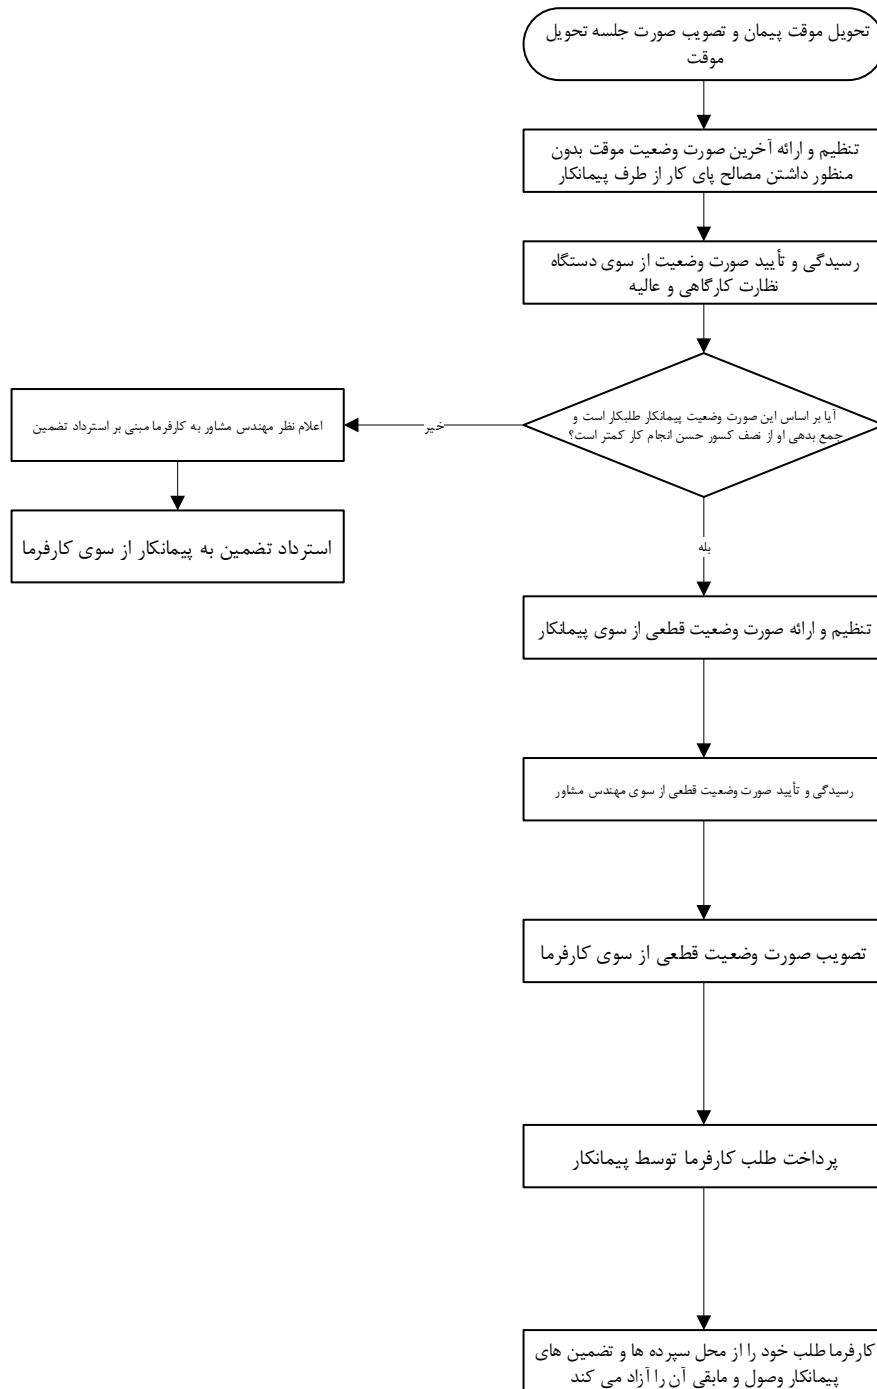 تحویل موقت پیمان و تصویب صورت جلسه تحویل
موقت
تنظیم و ارائه آخرین صورت وضعیت موقت بدون
منظور داشتن مصالح پای کار از طرف پیمانکار
رسیدگی و تأیید صورت وضعیت از سوی دستگاه
نظارت کارگاهی و عالیه
آیا بر اساس این صورت وضعیت پیمانکار طلبکار است و
جمع بدهی او از نصف کسور حسن انجام کار کمتر است؟
خیر
اعلام نظر مهندس مشاور به کارفرما مبنی بر استرداد تضمین
استرداد تضمین به پیمانکار از سوی کارفرما
بله
تنظیم و ارائه صورت وضعیت قطعی از سوی پیمانکار
رسیدگی و تأیید صورت وضعیت قطعی از سوی مهندس مشاور
تصویب صورت وضعیت قطعی از سوی کارفرما
پرداخت طلب کارفرما توسط پیمانکار
کارفرما طلب خود را از محل سپرده ها و تضمین های
پیمانکار وصول و مابقی آن را آزاد می کند